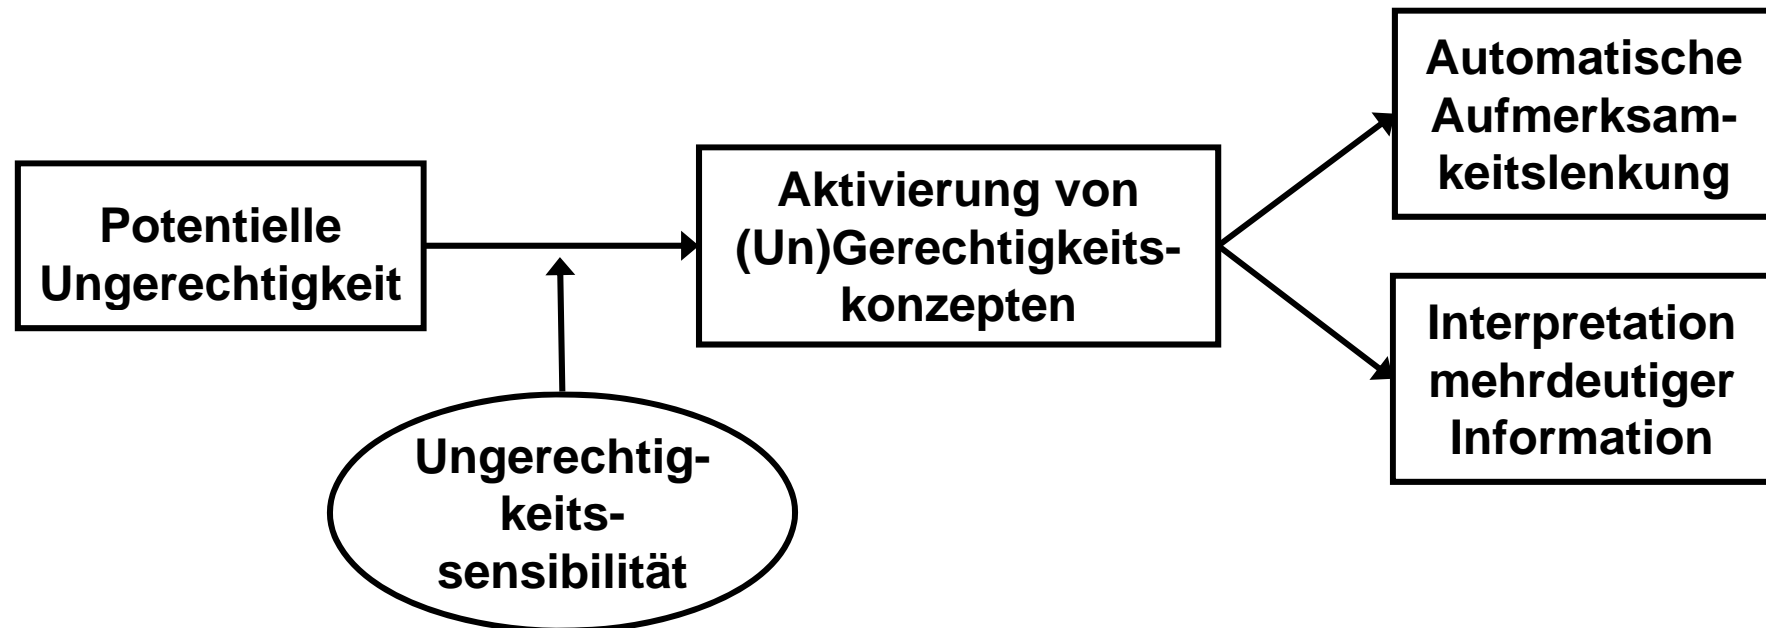 Potentielle
Ungerechtigkeit
Ungerechtig-
keits-
sensibilität
Aktivierung von
(Un)Gerechtigkeits-
konzepten
Automatische
Aufmerksam-
keitslenkung
Interpretation
mehrdeutiger
Information